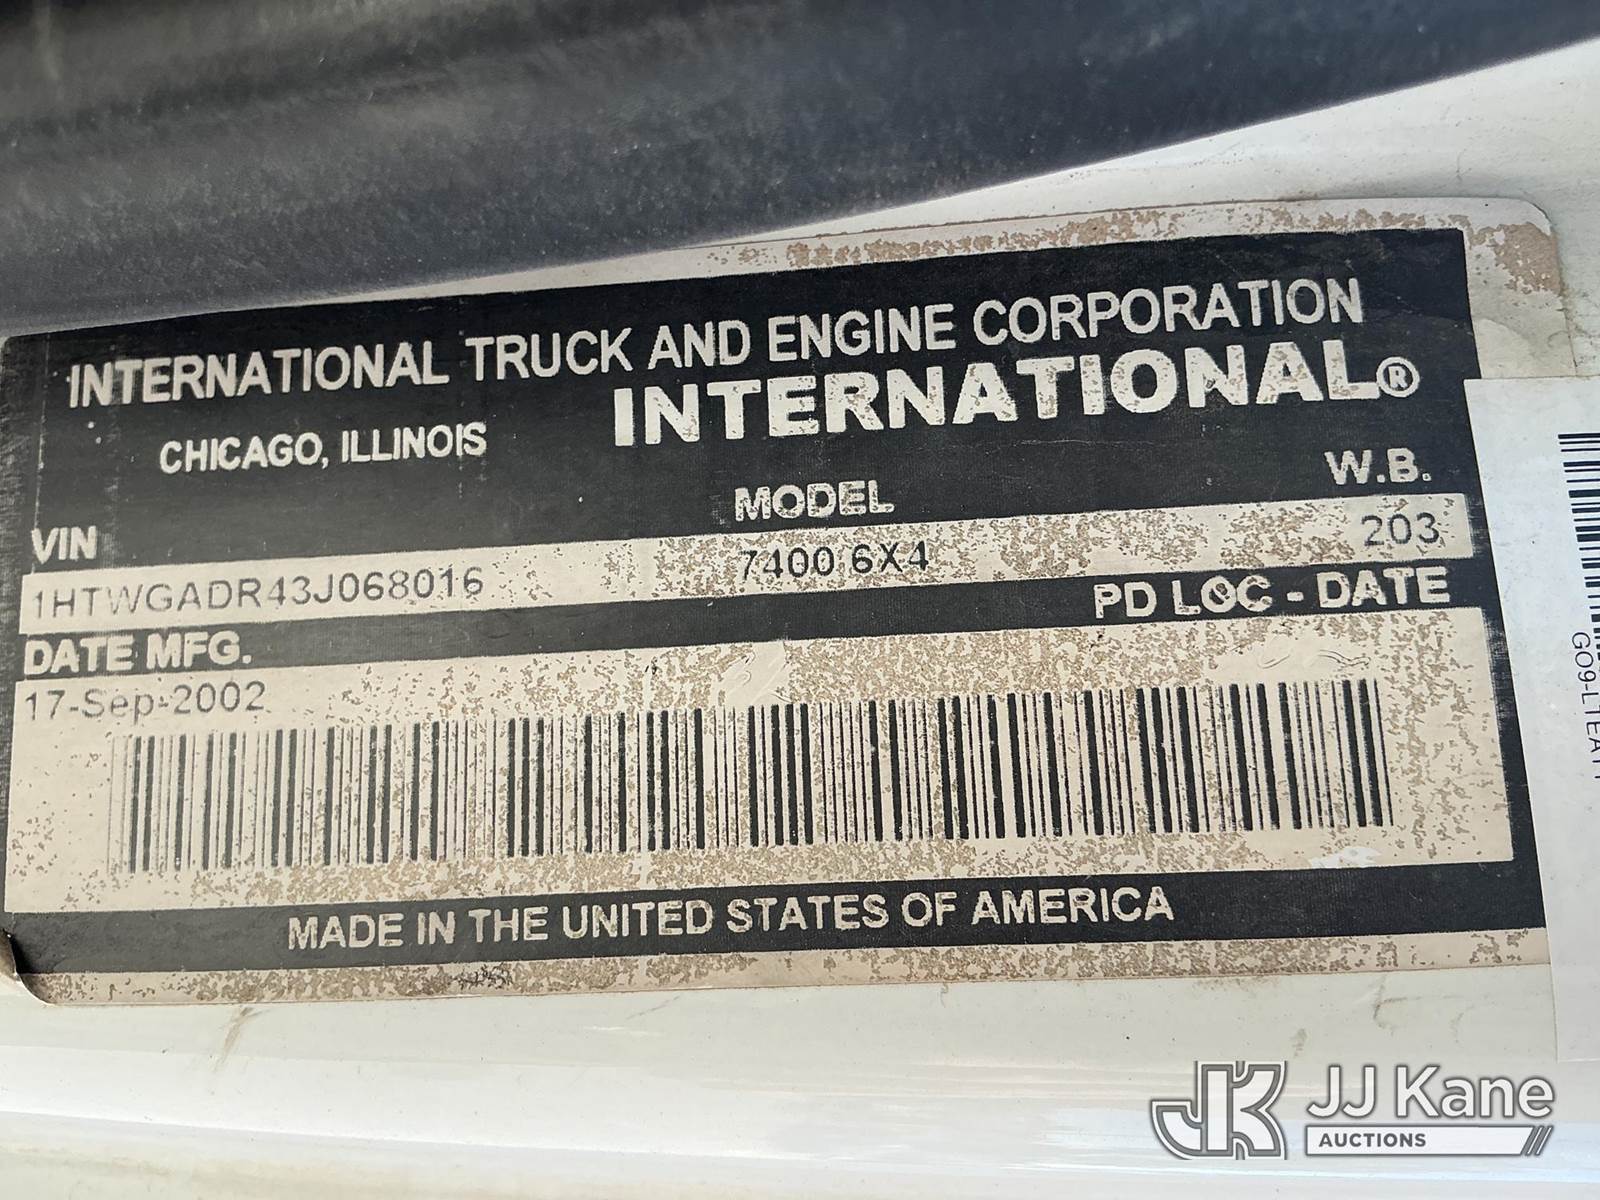 INTERNATIONAL TRUCK AND ENGINE CORPORATION
CHICAGO, ILLINOIS
INTERNATIONAL®
VIN MODEL W.B.
1HTWGADR43J068016 7400 6X4 203
DATE MFG. PD LOC - DATE
17-Sep-2002
MADE IN THE UNITED STATES OF AMERICA
JK JJ Kane
AUCTIONS